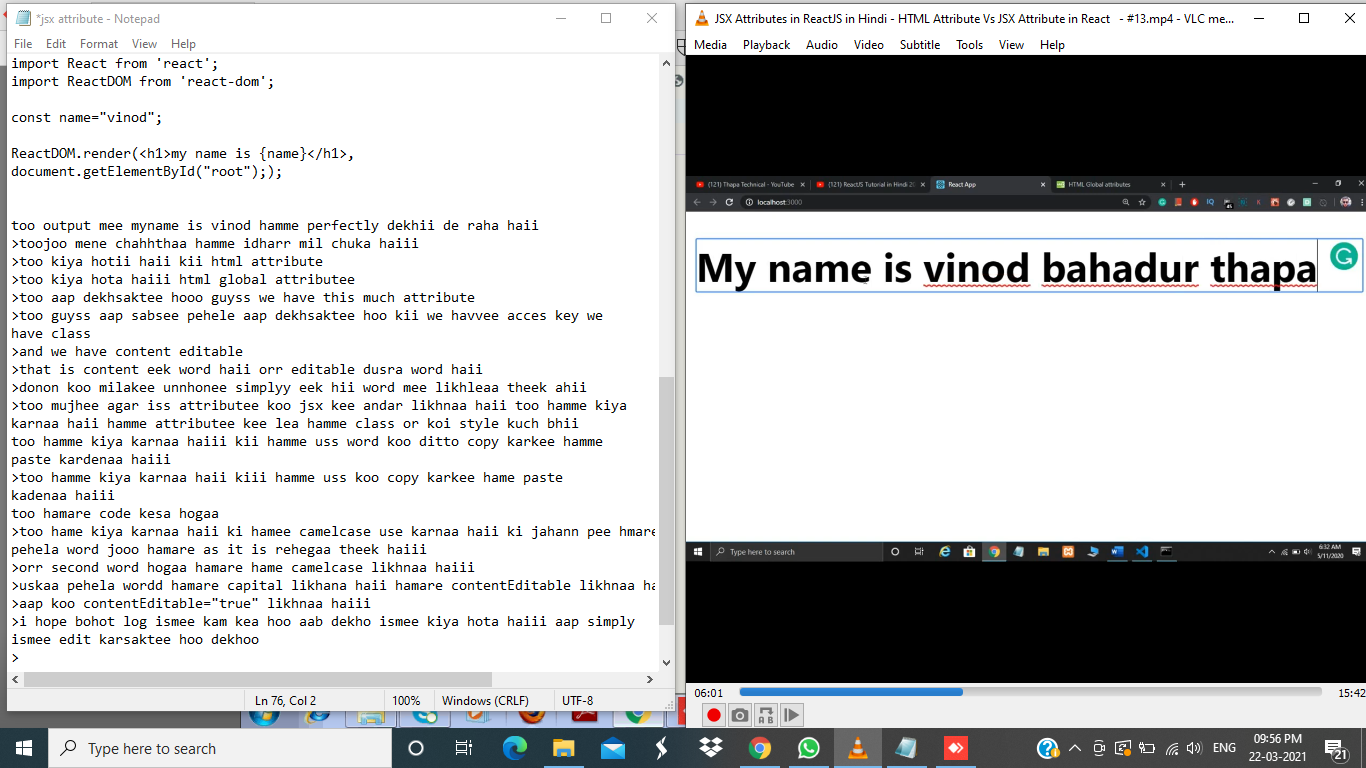 *jsx attribute - Notepad
File Edit Format View Help
import React from 'react';
import ReactDOM from 'react-dom';
const name="vinod";
ReactDOM.render(<h1>my name is {name}</h1>,
document.getElementById("root"););
too output mee myname is vinod hamme perfectly dekhii de raha haii
>toojoo mene chahhthaa hamme idharr mil chuka haiii
>too kiya hotii haii kii html attribute
>too kiya hota haiii html global attributee
>too aap dekhsaktee hooo guyss we have this much attribute
>too guyss aap sabsee pehele aap dekhsaktee hoo kii we havvee acces key we
have class
>and we have content editable
>that is content eek word haii orr editable dusra word haii
>donon koo milakee unnhonee simplyy eek hii word mee likhleaa theek ahii
>too mujhee agar iss attributee koo jsx kee andar likhnaa haii too hamme kiya
karnaa haii hamme attributee kee lea hamme class or koi style kuch bhii
too hamme kiya karnaa haiii kii hamme uss word koo ditto copy karkee hamme
paste kardenaa haiii
>too hamme kiya karnaa haii kiii hamme uss koo copy karkee hame paste
kadenaa haiii
too hamare code kesa hogaa
>too hame kiya karnaa haii ki hamee camelcase use karnaa haii ki jahann pee hmare
pehela word jooo hamare as it is rehegaa theek haiii
>orr second word hogaa hamare hame camelcase likhnaa haiii
>uskaa pehela wordd hamare capital likhana haii hamare contentEditable likhnaa ha
>aap koo contentEditable="true" likhnaa haiii
>i hope bohot log ismee kam kea hoo aab dekho ismee kiya hota haiii aap simply
ismee edit karsaktee hoo dekhoo
>
Ln 76, Col 2 100% Windows (CRLF) UTF-8
JSX Attributes in ReactJS in Hindi - HTML Attribute Vs JSX Attribute in React - #13.mp4 - VLC me...
Media Playback Audio Video Subtitle Tools View Help
(121) Thapa Technical - YouTube (121) ReactJS Tutorial in Hindi 2 React App HTML Global attributes
localhost:3000
My name is vinod bahadur thapa
Type here to search 6:32 AM
5/11/2020
06:01 15:42
Type here to search ENG 09:56 PM
22-03-2021 21